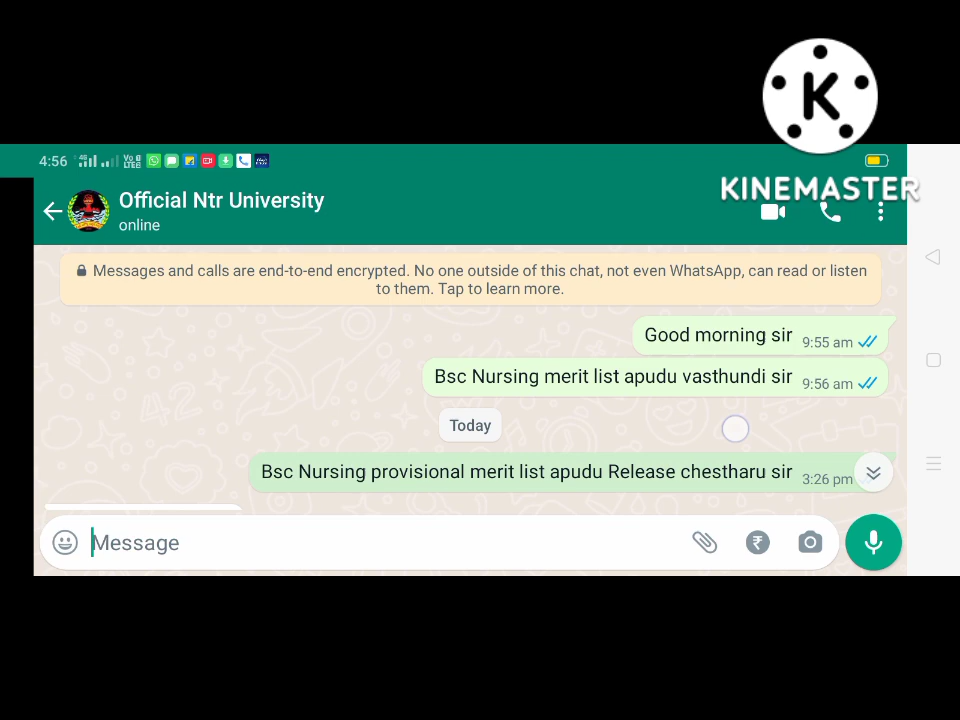 K
KINEMASTER
4:56 4G Vo LTE
Official Ntr University
online
Messages and calls are end-to-end encrypted. No one outside of this chat, not even WhatsApp, can read or listen
to them. Tap to learn more.
Good morning sir 9:55 am
Bsc Nursing merit list apudu vasthundi sir 9:56 am
Today
Bsc Nursing provisional merit list apudu Release chestharu sir 3:26 pm
Message